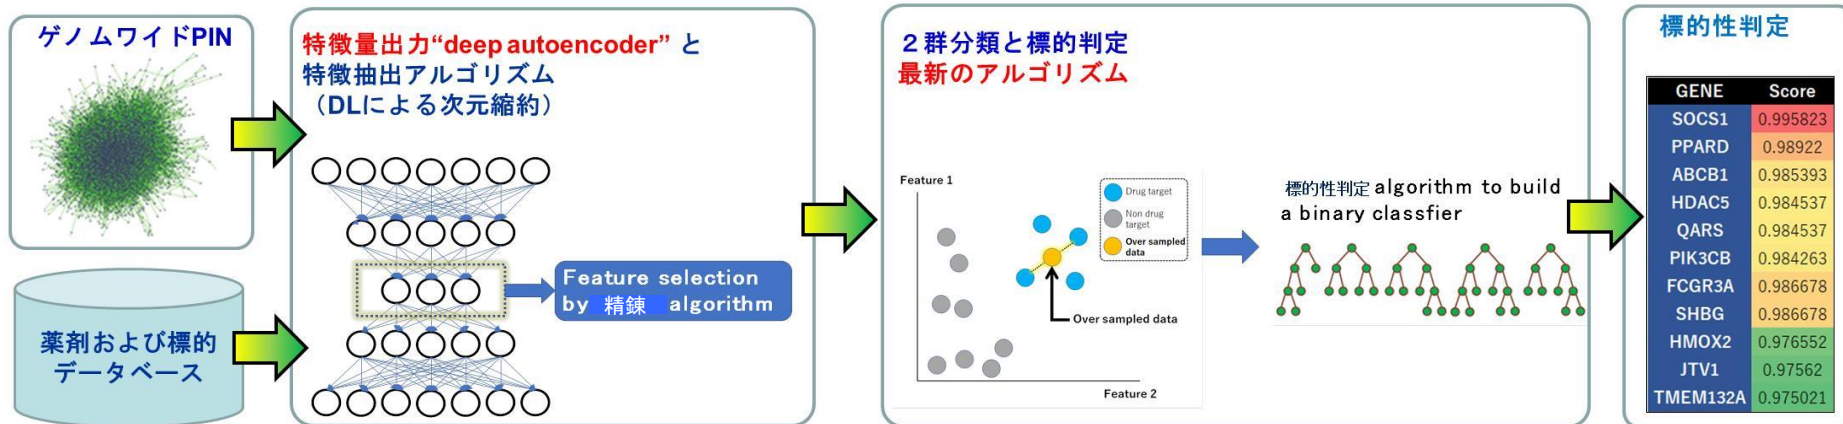 ゲノムワイドPIN
薬剤および標的
データベース
特徴量出力“deep autoencoder” と
特徴抽出アルゴリズム
（DLによる次元縮約）
Feature selection
by 精錬 algorithm
２群分類と標的判定
最新のアルゴリズム
Feature 1
Drug target
Non drug
target
Over sampled
data
Over sampled data
Feature 2
標的性判定 algorithm to build
a binary classfier
標的性判定
GENE Score
SOCS1 0.995823
PPARD 0.98922
ABCB1 0.985393
HDAC5 0.984537
QARS 0.984537
PIK3CB 0.984263
FCGR3A 0.986678
SHBG 0.986678
HMOX2 0.976552
JTV1 0.97562
TMEM132A 0.975021